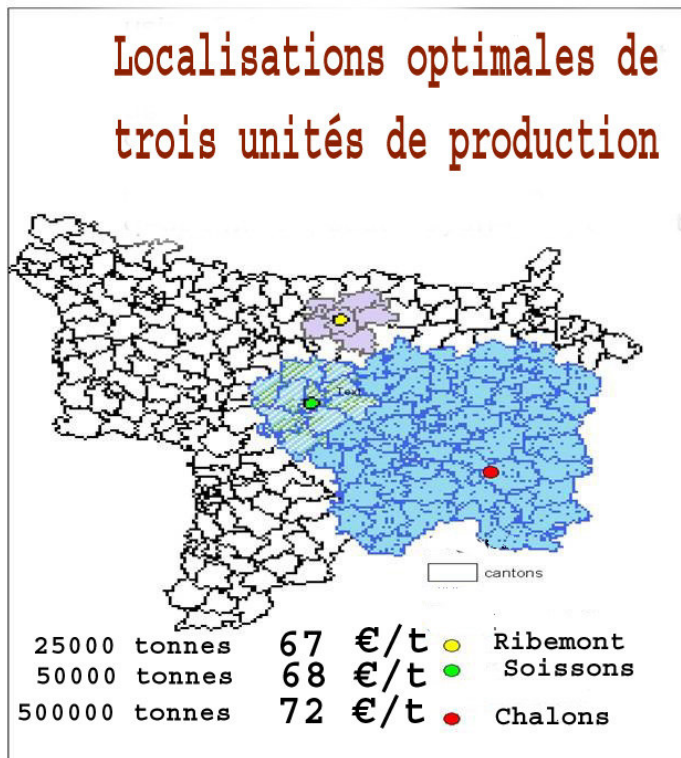 Localisations optimales de
trois unités de production
cantons
25000 tonnes 67 €/t Ribemont
50000 tonnes 68 €/t Soissons
500000 tonnes 72 €/t Chalons